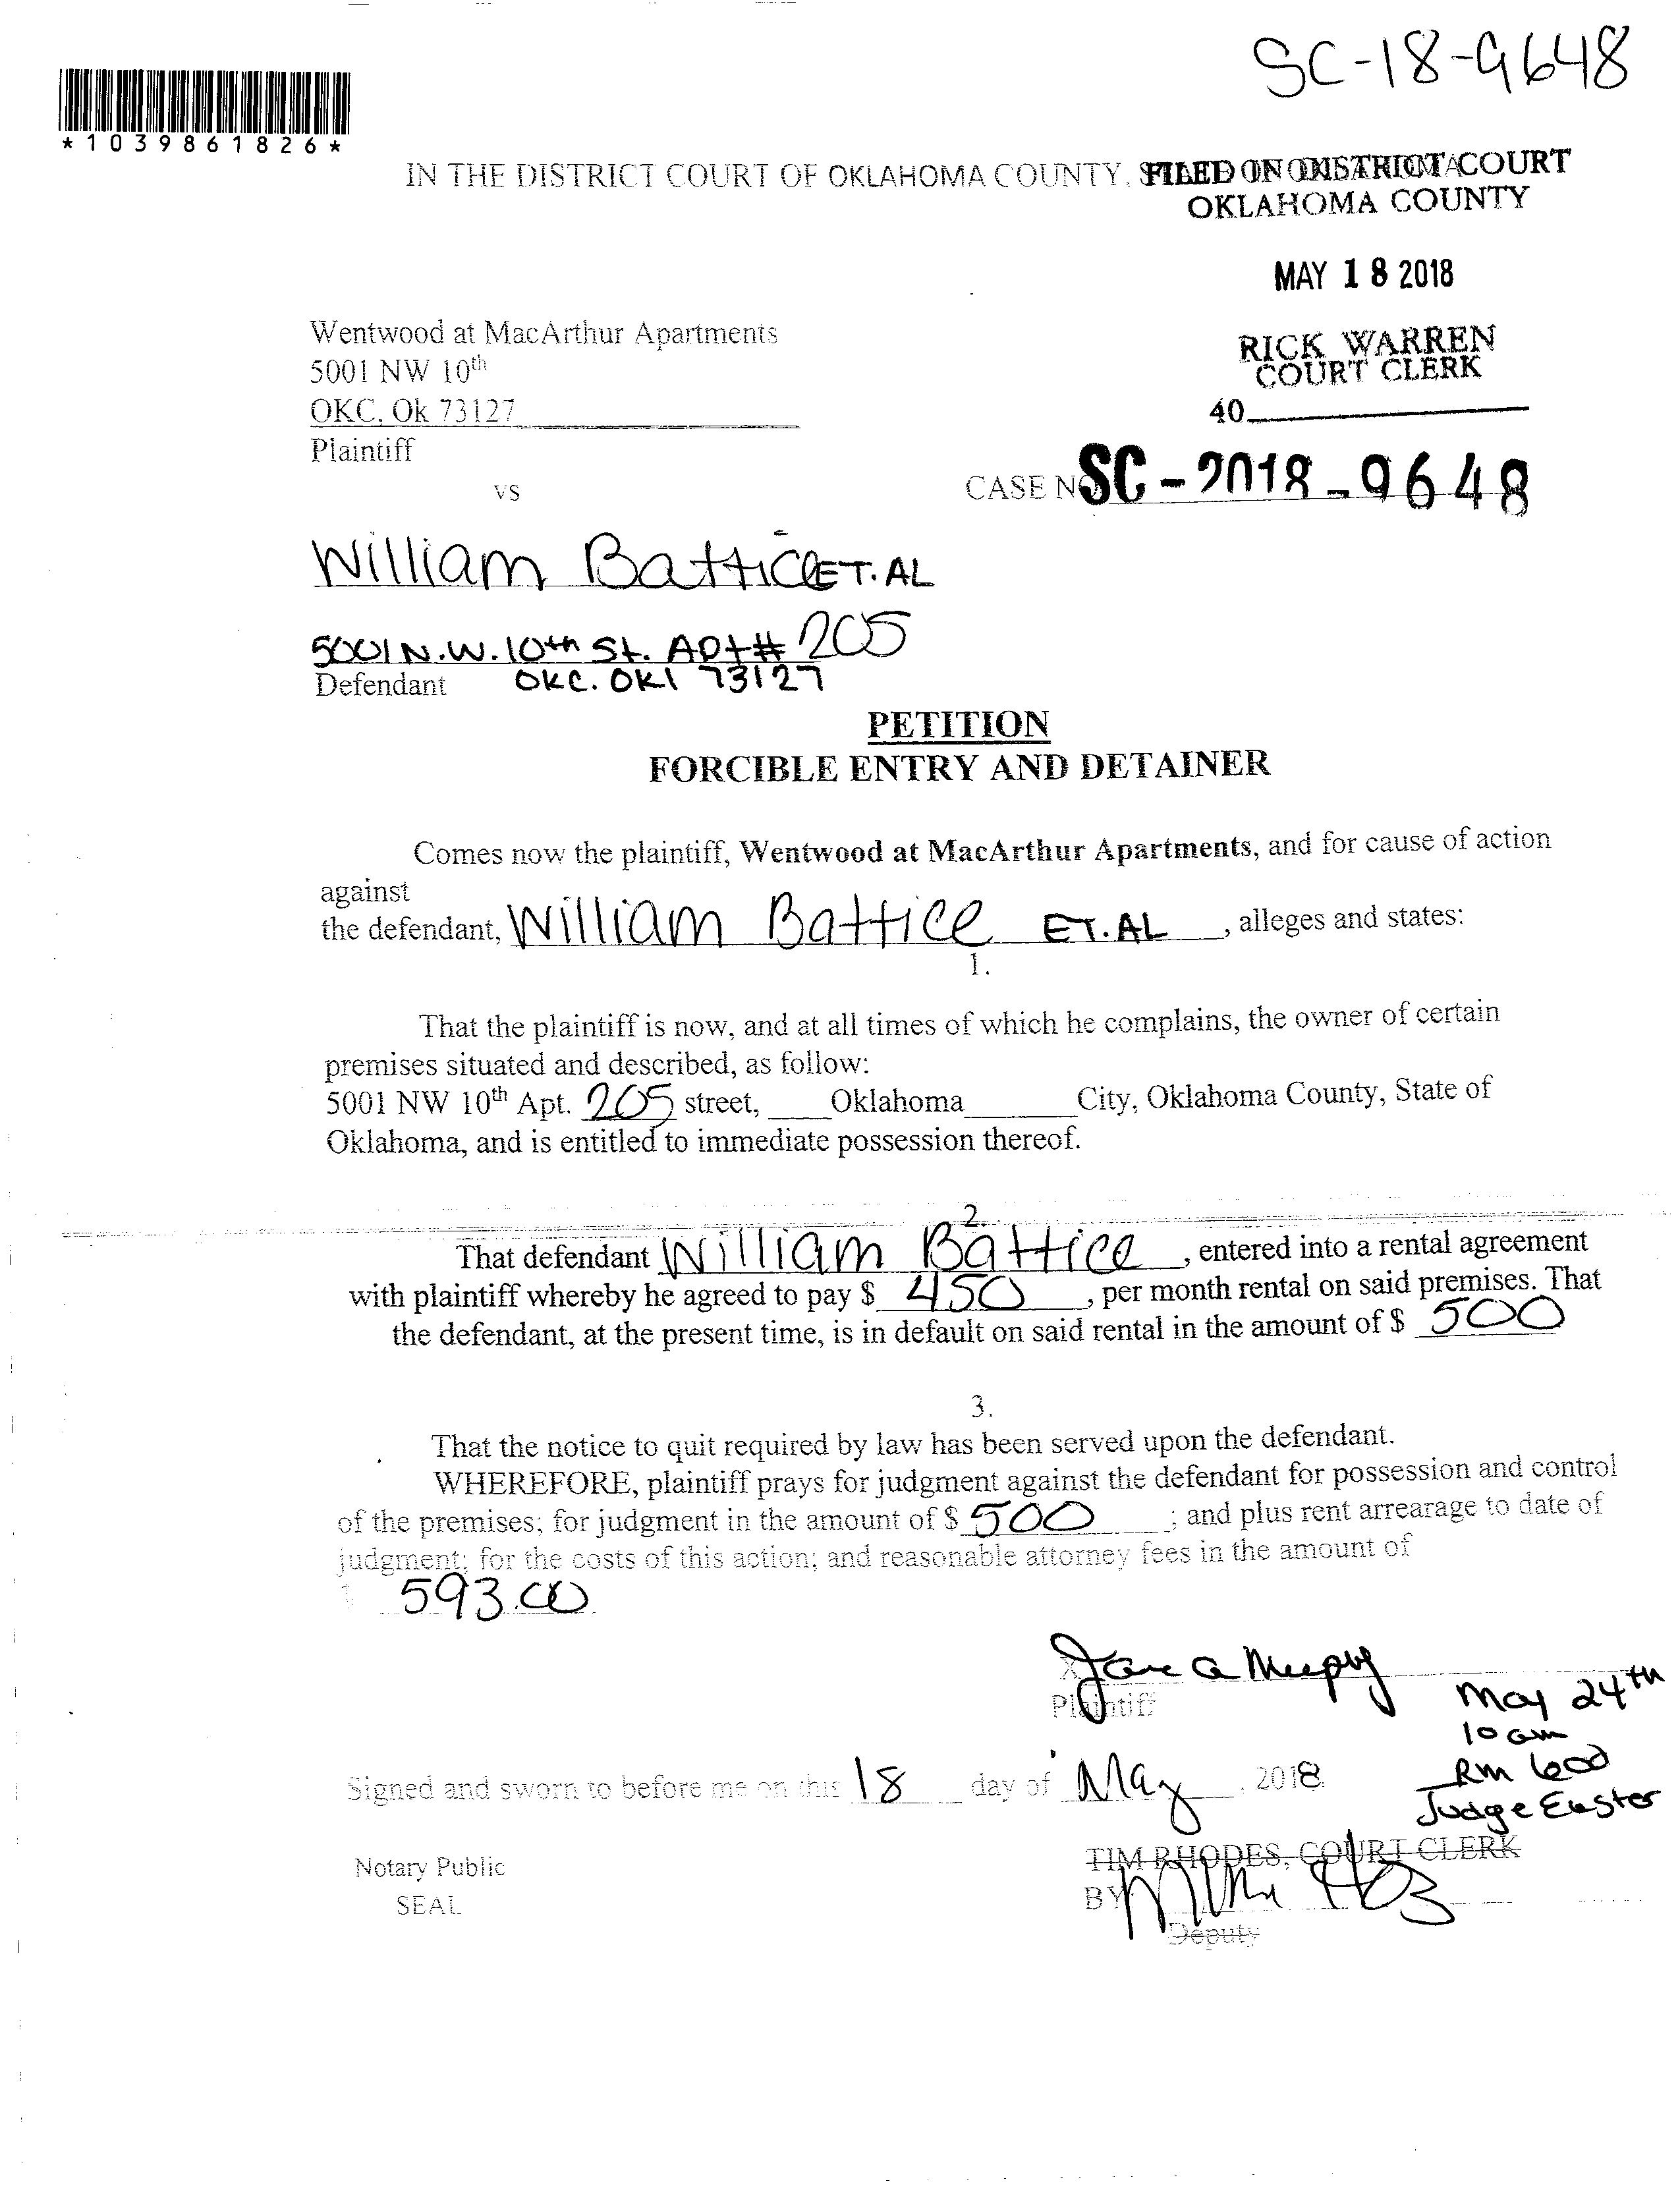 SC-18-9648
*1039861826*
IN THE DISTRICT COURT OF OKLAHOMA COUNTY,
FILED IN DISTRICT COURT
OKLAHOMA COUNTY
MAY 18 2018
Wentwood at MacArthur Apartments
5001 NW 10th
OKC, Ok 73127
Plaintiff
RICK WARREN
COURT CLERK
40
vs
CASE NO SC-2018-9648
William Battice ET.AL
5001 N.W. 10th St. Apt# 205
Defendant OKC. OKl 73127
PETITION
FORCIBLE ENTRY AND DETAINER
Comes now the plaintiff, Wentwood at MacArthur Apartments, and for cause of action
against
the defendant, William Battice ET.AL, alleges and states:
1.
That the plaintiff is now, and at all times of which he complains, the owner of certain
premises situated and described, as follow:
5001 NW 10th Apt. 205 street, Oklahoma City, Oklahoma County, State of
Oklahoma, and is entitled to immediate possession thereof.
2.
That defendant William Battice, entered into a rental agreement
with plaintiff whereby he agreed to pay $ 450, per month rental on said premises. That
the defendant, at the present time, is in default on said rental in the amount of $ 500
3.
That the notice to quit required by law has been served upon the defendant.
WHEREFORE, plaintiff prays for judgment against the defendant for possession and control
of the premises; for judgment in the amount of $ 500; and plus rent arrearage to date of
judgment; for the costs of this action; and reasonable attorney fees in the amount of
$ 593.00
Jane a Murphy
Plaintiff
May 24th
10 am
Rm 600
Judge Easter
Signed and sworn to before me on this 18 day of May, 2018.
TIM RHODES, COURT CLERK
Notary Public
BY
SEAL
Deputy